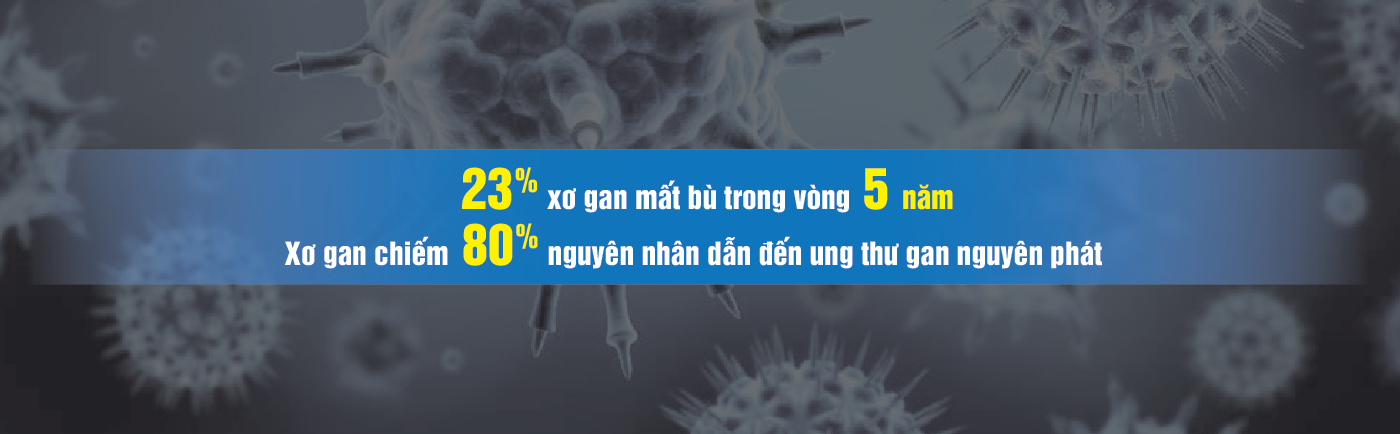 23% xơ gan mất bù trong vòng 5 năm
Xơ gan chiếm 80% nguyên nhân dẫn đến ung thư gan nguyên phát